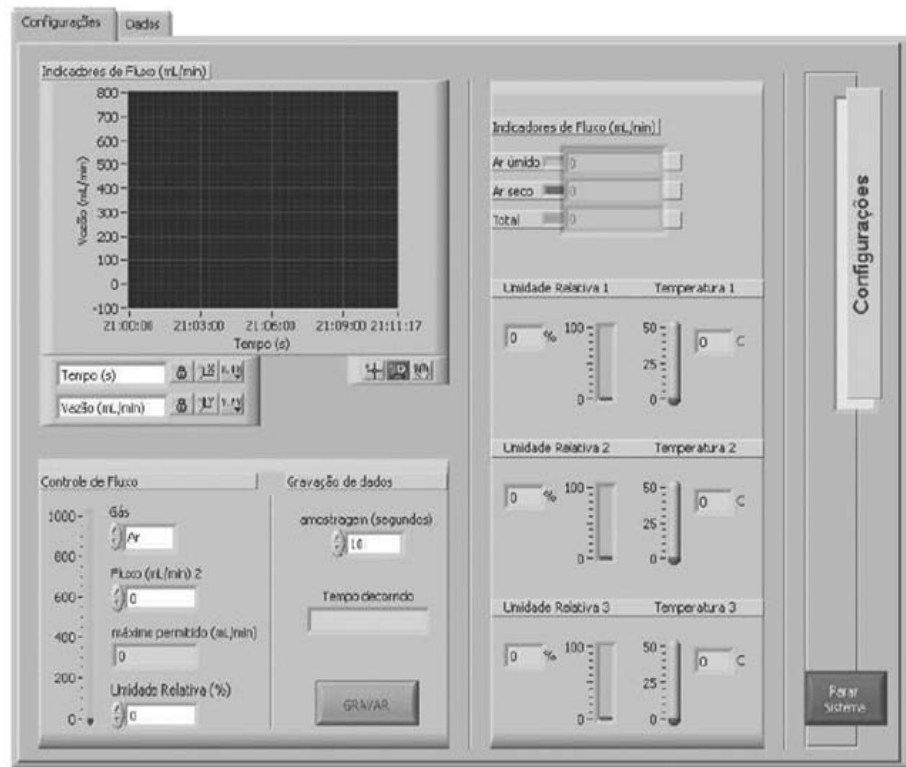 Configurações
Dados
Indicadores de Fluxo (mL/min)
800
700
600
500
400
300
200
100
0
-100
Vazão (mL/min)
21:00:00 21:03:00 21:06:00 21:09:00 21:11:17
Tempo (s)
Tempo (s)
Vazão (mL/min)
Controle de Fluxo
1000
800
600
400
200
0
Gás
Ar
Fluxo (mL/min) 2
0
máximo permitido (mL/min)
0
Umidade Relativa (%)
0
Gravação de dados
amostragem (segundos)
10
Tempo decorrido
GRAVAR
Indicadores de Fluxo (mL/min)
Ar úmido 0
Ar seco 0
Total 0
Umidade Relativa 1 Temperatura 1
0 % 100 0 50 25 0 0 C
Umidade Relativa 2 Temperatura 2
0 % 100 0 50 25 0 0 C
Umidade Relativa 3 Temperatura 3
0 % 100 0 50 25 0 0 C
Configurações
Parar
Sistema